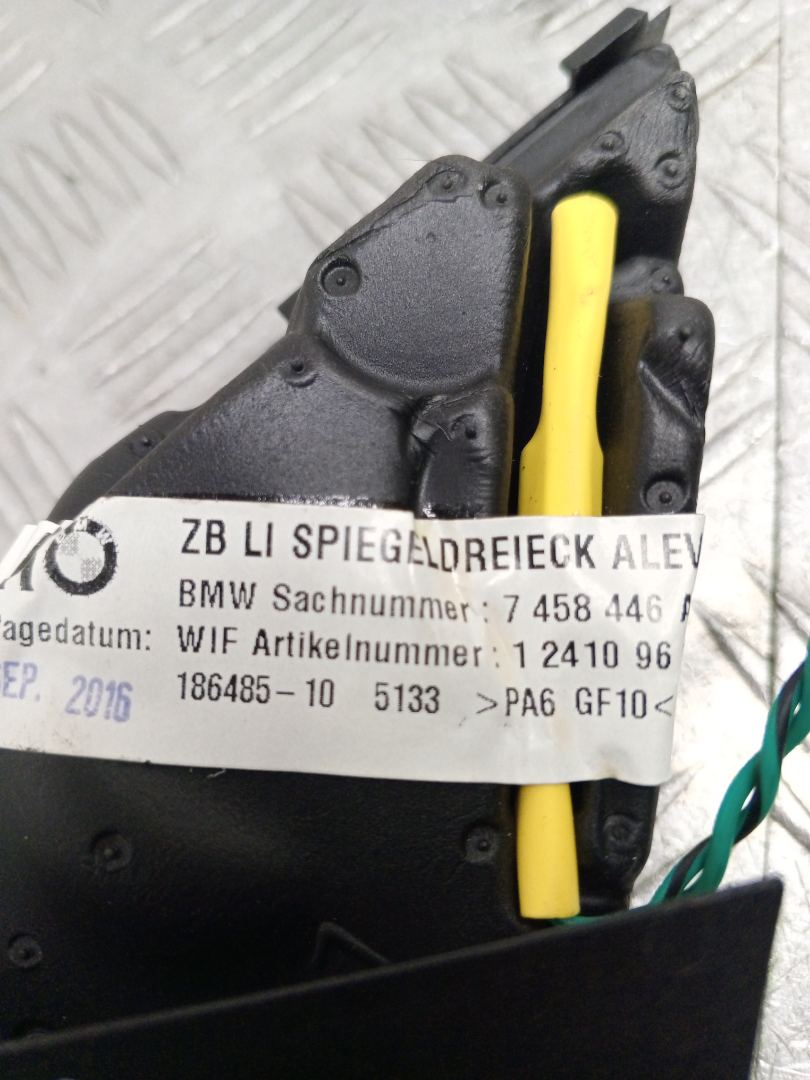 ZB LI SPIEGELDREIECK ALEV
BMW Sachnummer: 7 458 446 A
agedatum: WIF Artikelnummer: 1 2410 96
EP. 2016 186485-10 5133 >PA6 GF10<